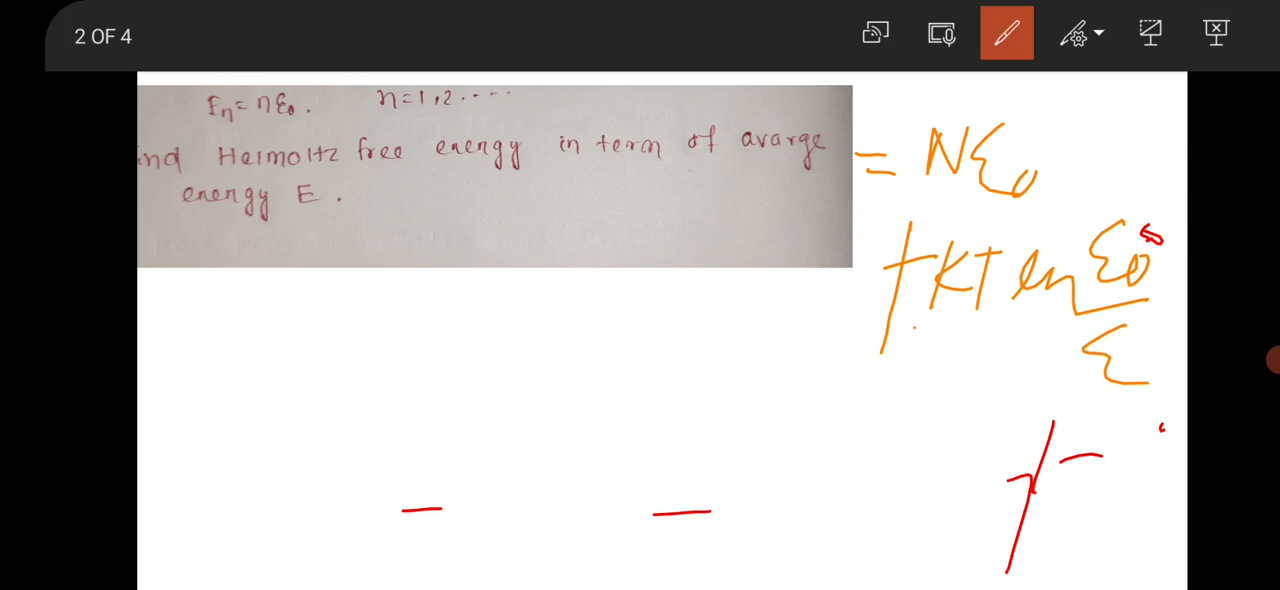 2 OF 4
En = nε0. n=1,2....
ind Helmoltz free energy in term of avarge
energy E.
= Nε0
+ KT ln ε0
ε